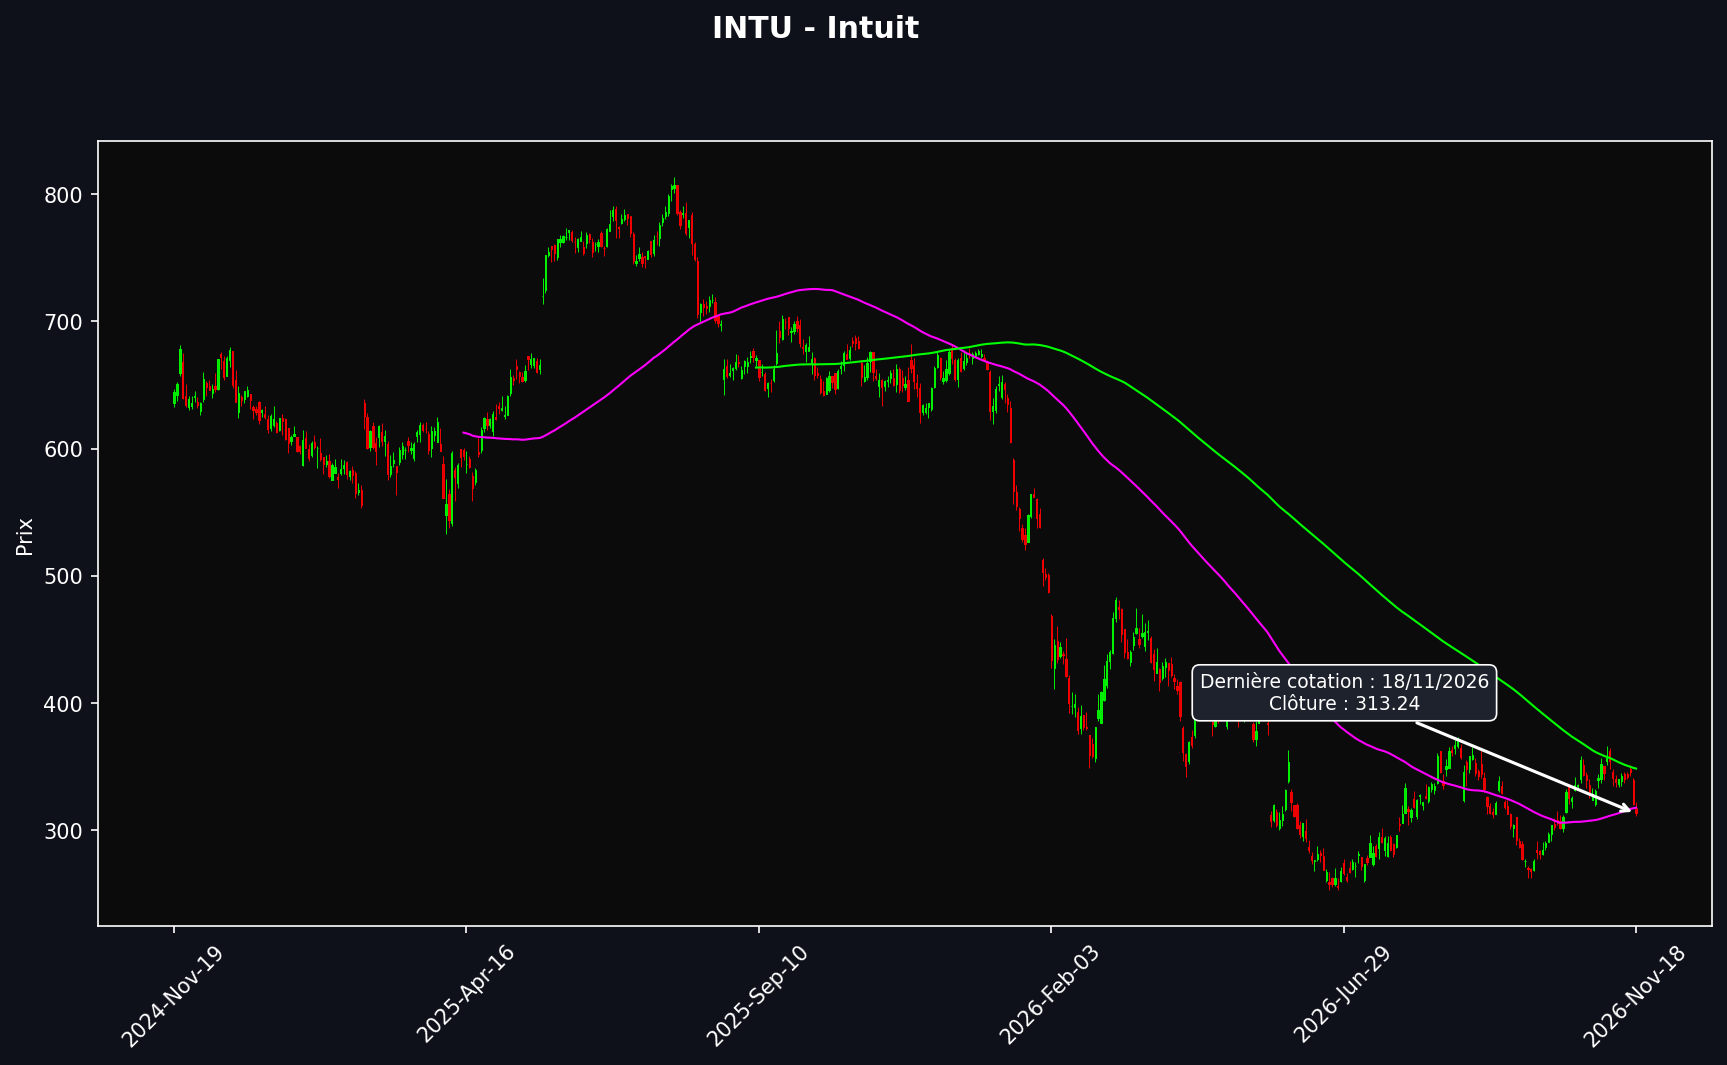 INTU - Intuit
Prix
800
700
600
500
400
300
Dernière cotation : 18/11/2026
Clôture : 313.24
2024-Nov-19
2025-Apr-16
2025-Sep-10
2026-Feb-03
2026-Jun-29
2026-Nov-18